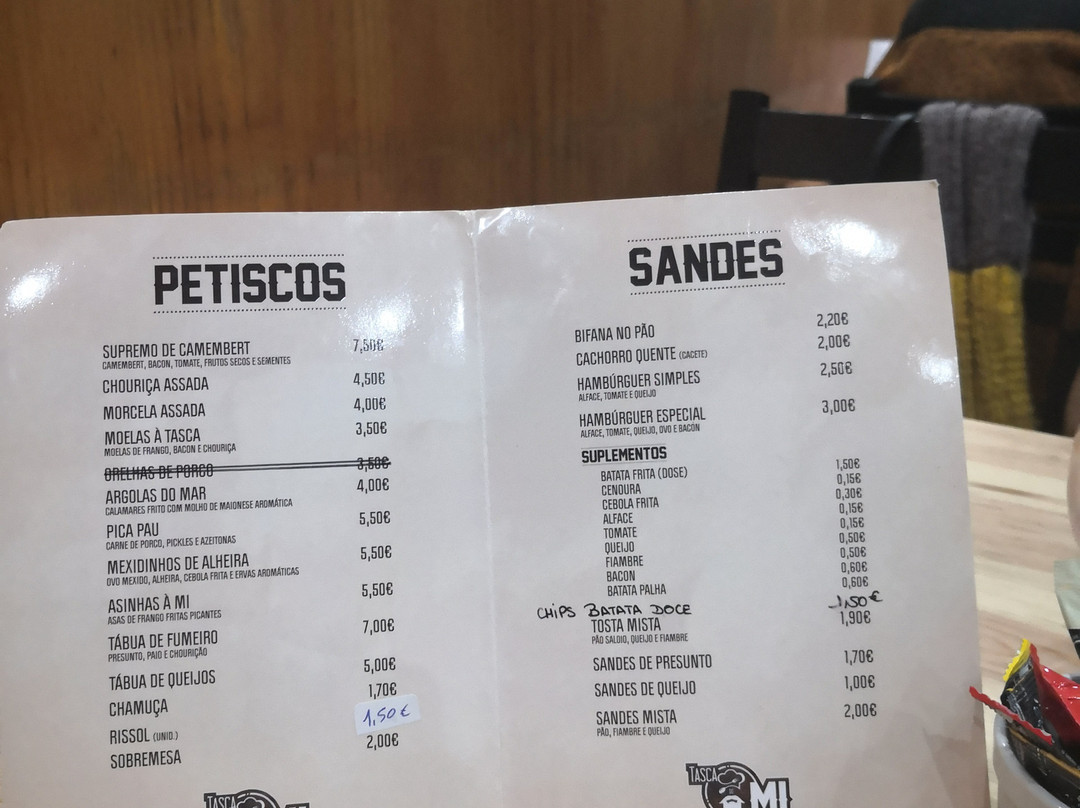 PETISCOS
SUPREMO DE CAMEMBERT 7,50€
CAMEMBERT, BACON, TOMATE, FRUTOS SECOS E SEMENTES
CHOURIÇA ASSADA 4,50€
MORCELA ASSADA 4,00€
MOELAS À TASCA 3,50€
MOELAS DE FRANGO, BACON E CHOURIÇA
ORELHAS DE PORCO 3,50€
ARGOLAS DO MAR 4,00€
CALAMARES FRITO COM MOLHO DE MAIONESE AROMÁTICA
PICA PAU 5,50€
CARNE DE PORCO, PICKLES E AZEITONAS
MEXIDINHOS DE ALHEIRA 5,50€
OVO MEXIDO, ALHEIRA, CEBOLA FRITA E ERVAS AROMÁTICAS
ASINHAS À MI 5,50€
ASAS DE FRANGO FRITAS PICANTES
TÁBUA DE FUMEIRO 7,00€
PRESUNTO, PAIO E CHOURIÇÃO
TÁBUA DE QUEIJOS 5,00€
CHAMUÇA 1,70€
RISSOL (UNID.) 1,50€
SOBREMESA 2,00€
TASCA
SANDES
BIFANA NO PÃO 2,20€
CACHORRO QUENTE (CACETE) 2,00€
HAMBÚRGUER SIMPLES 2,50€
ALFACE, TOMATE E QUEIJO
HAMBÚRGUER ESPECIAL 3,00€
ALFACE, TOMATE, QUEIJO, OVO E BACON
SUPLEMENTOS
BATATA FRITA (DOSE) 1,50€
CENOURA 0,15€
CEBOLA FRITA 0,30€
ALFACE 0,15€
TOMATE 0,15€
QUEIJO 0,50€
FIAMBRE 0,50€
BACON 0,60€
BATATA PALHA 0,60€
CHIPS BATATA DOCE 1,50€
TOSTA MISTA 1,90€
PÃO SALOIO, QUEIJO E FIAMBRE
SANDES DE PRESUNTO 1,70€
SANDES DE QUEIJO 1,00€
SANDES MISTA 2,00€
PÃO, FIAMBRE E QUEIJO
TASCA
MI